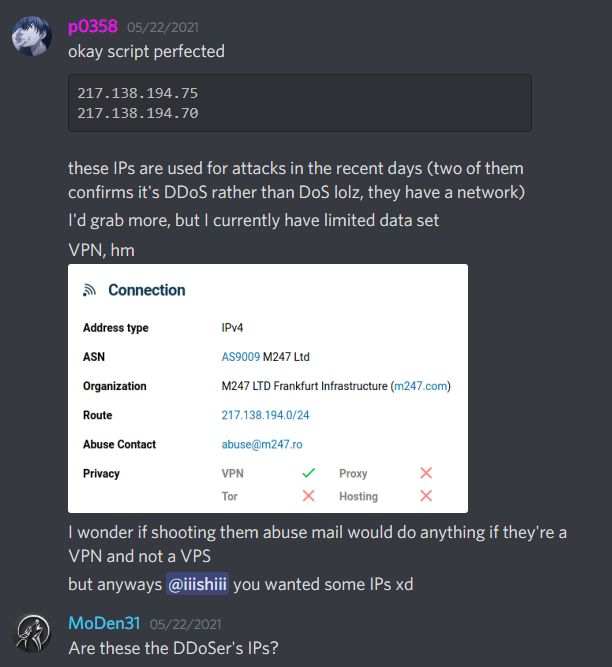 p0358 05/22/2021
okay script perfected
217.138.194.75
217.138.194.70
these IPs are used for attacks in the recent days (two of them
confirms it's DDoS rather than DoS lolz, they have a network)
I'd grab more, but I currently have limited data set
VPN, hm
Connection
Address type IPv4
ASN AS9009 M247 Ltd
Organization M247 LTD Frankfurt Infrastructure (m247.com)
Route 217.138.194.0/24
Abuse Contact abuse@m247.ro
Privacy VPN Proxy
Tor Hosting
I wonder if shooting them abuse mail would do anything if they're a
VPN and not a VPS
but anyways @iiishiii you wanted some IPs xd
MoDen31 05/22/2021
Are these the DDoSer's IPs?